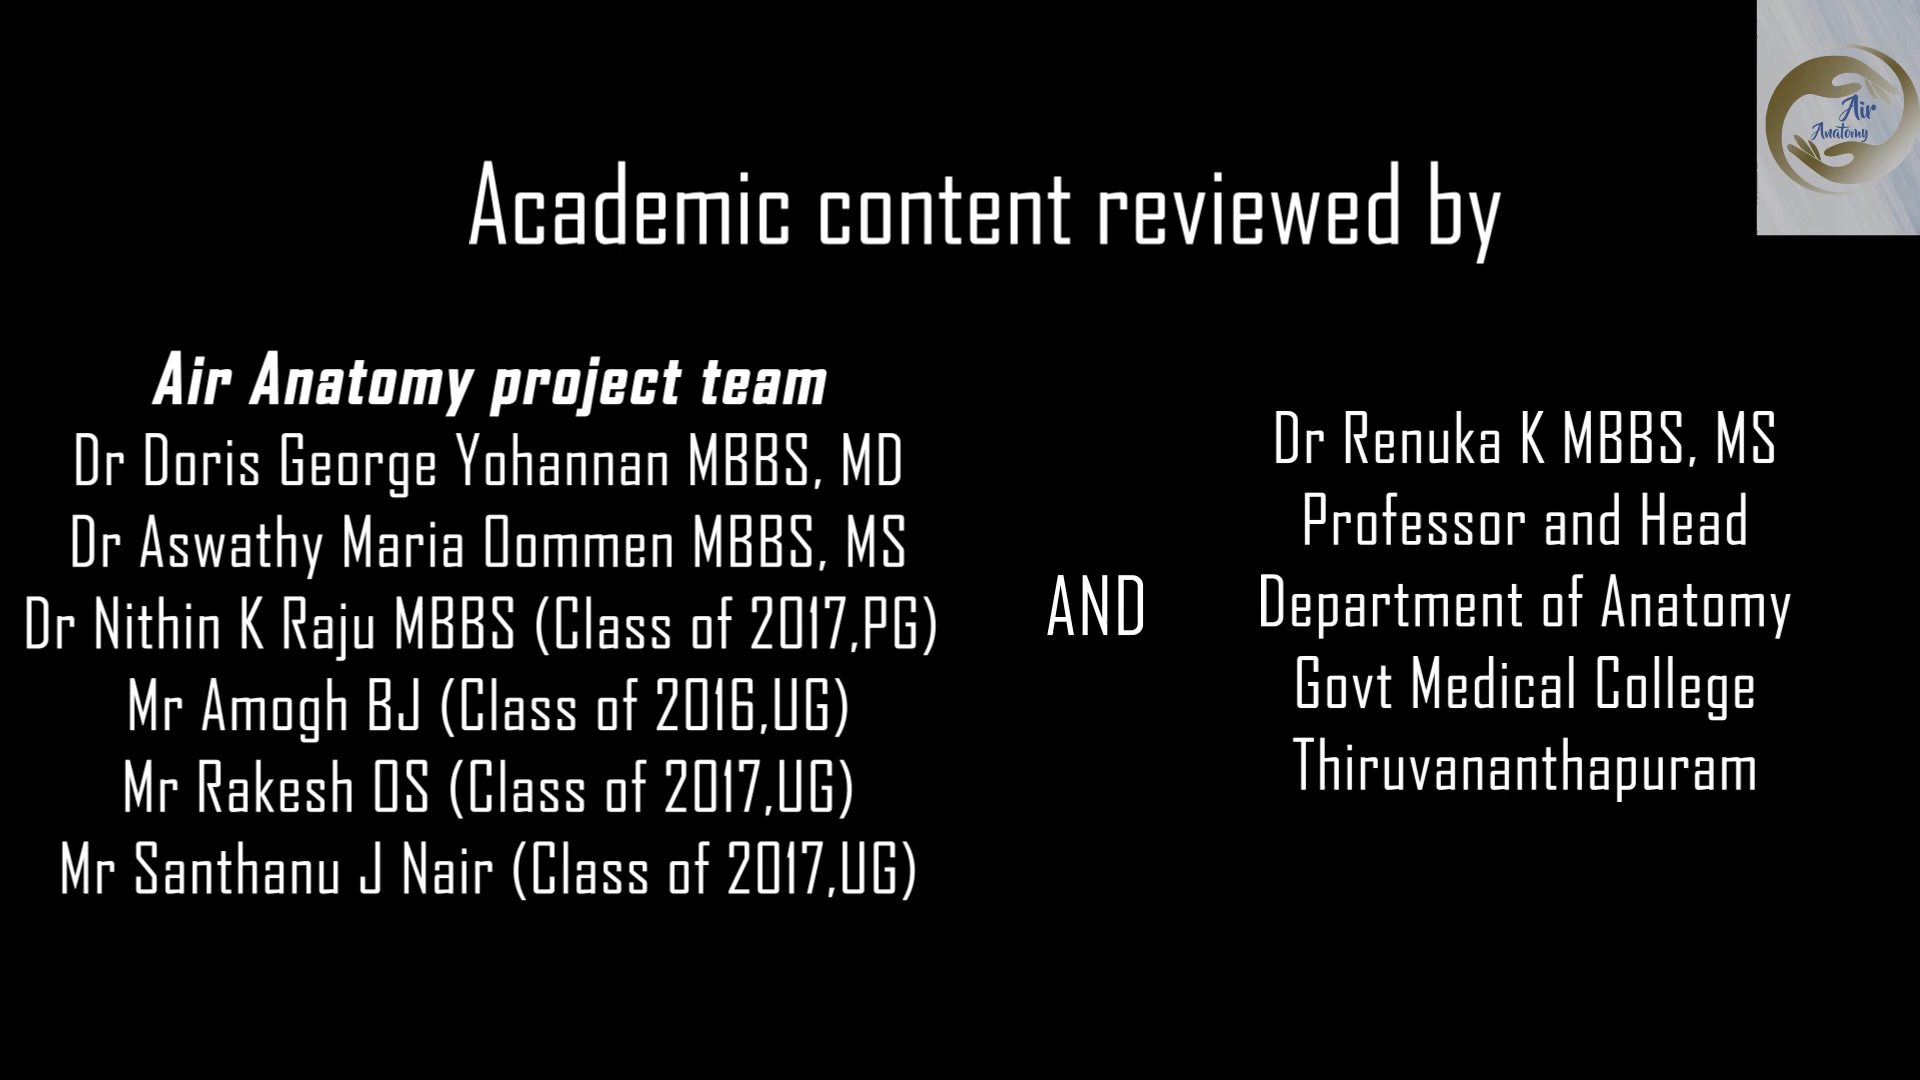 Air
Anatomy
Academic content reviewed by
Air Anatomy project team
Dr Doris George Yohannan MBBS, MD
Dr Aswathy Maria Oommen MBBS, MS
Dr Nithin K Raju MBBS (Class of 2017,PG)
Mr Amogh BJ (Class of 2016,UG)
Mr Rakesh OS (Class of 2017,UG)
Mr Santhanu J Nair (Class of 2017,UG)
AND
Dr Renuka K MBBS, MS
Professor and Head
Department of Anatomy
Govt Medical College
Thiruvananthapuram